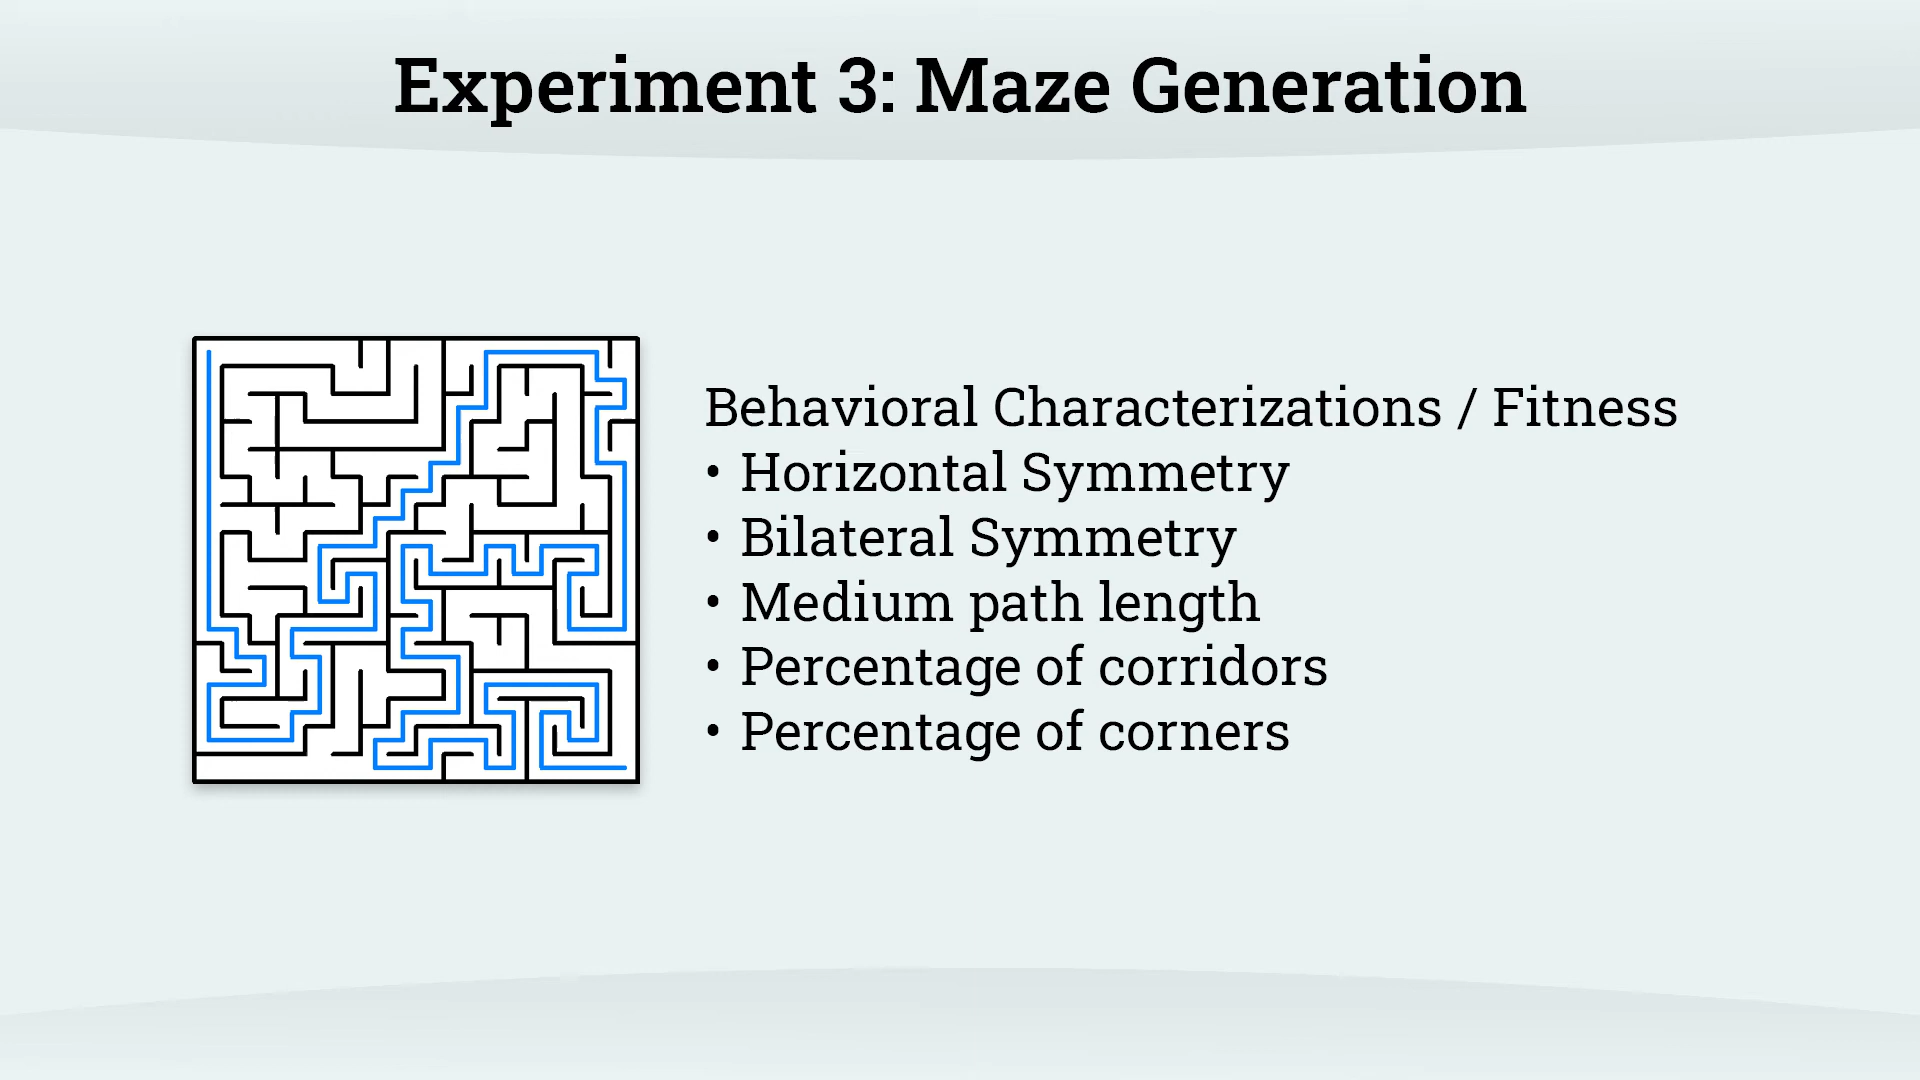 Experiment 3: Maze Generation
Behavioral Characterizations / Fitness
• Horizontal Symmetry
• Bilateral Symmetry
• Medium path length
• Percentage of corridors
• Percentage of corners